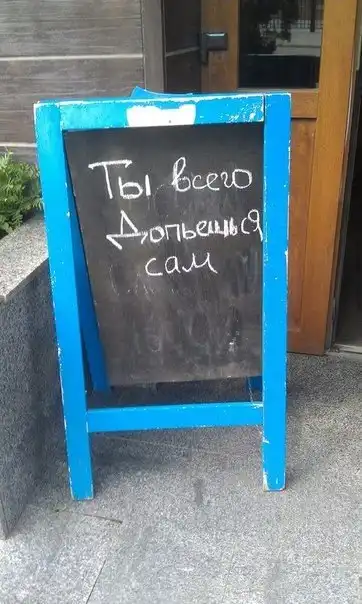 Ты всего
Допьешься
сам